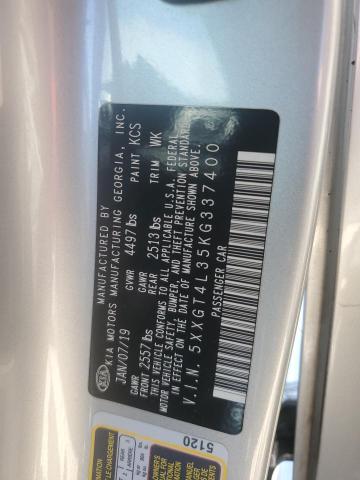 KIA
KIA MOTORS MANUFACTURING GEORGIA, INC.
JAN/07/19 GVWR 4497lbs PAINT KCS
GAWR FRONT 2557lbs GAWR REAR 2513lbs TRIM WK
THIS VEHICLE CONFORMS TO ALL APPLICABLE U.S.A. FEDERAL
MOTOR VEHICLE SAFETY, BUMPER, AND THEFT PREVENTION STANDARDS
IN EFFECT ON THE DATE OF MANUFACTURE SHOWN ABOVE.
V.I.N. 5XXGT4L35KG337400
PASSENGER CAR
5120
REAR